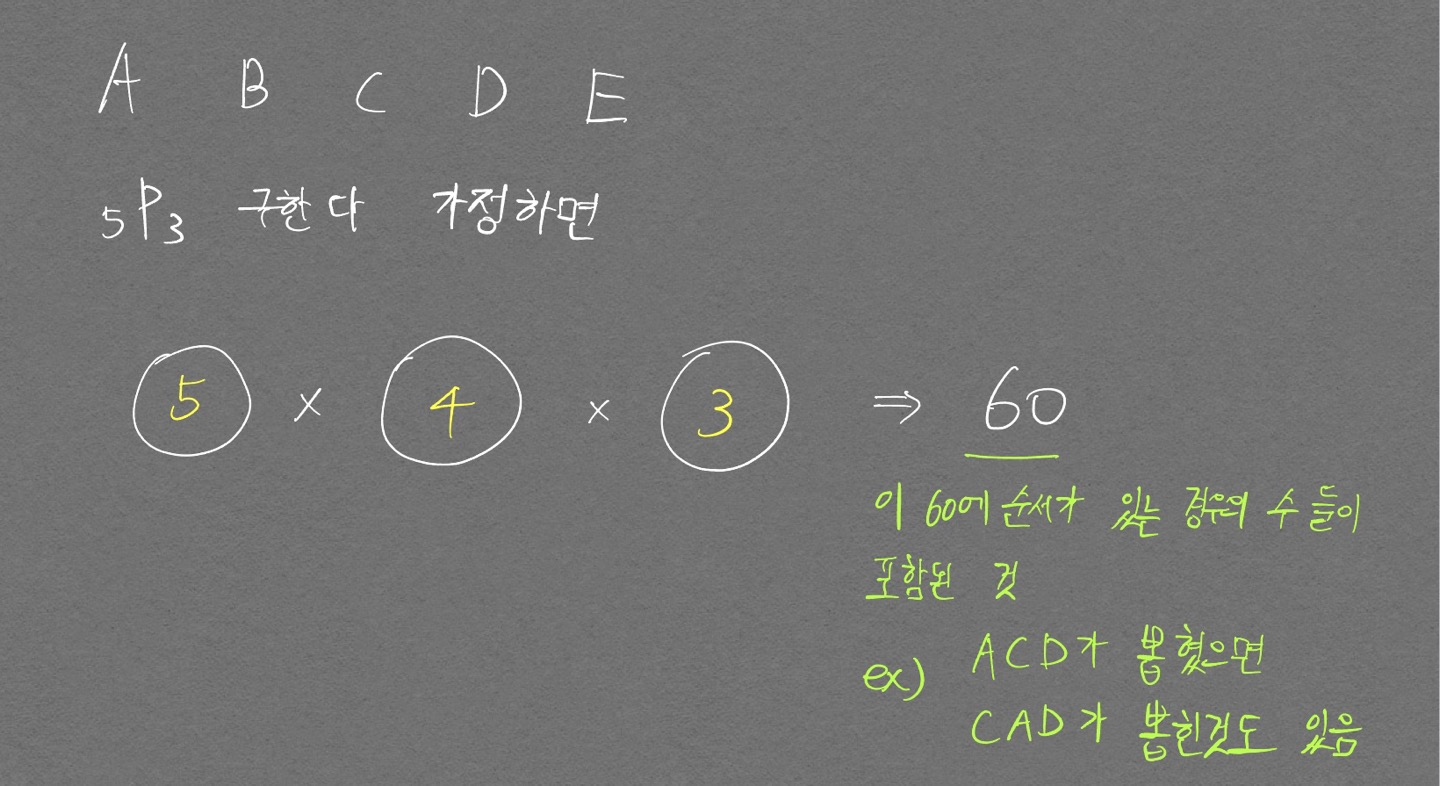 A B C D E
₅P₃ 구한다 가정하면
5 × 4 × 3 ⇒ 60
이 60에 순서가 있는 경우의 수 들이
포함된 것
ex) ACD가 뽑혔으면
CAD가 뽑힌것도 있음